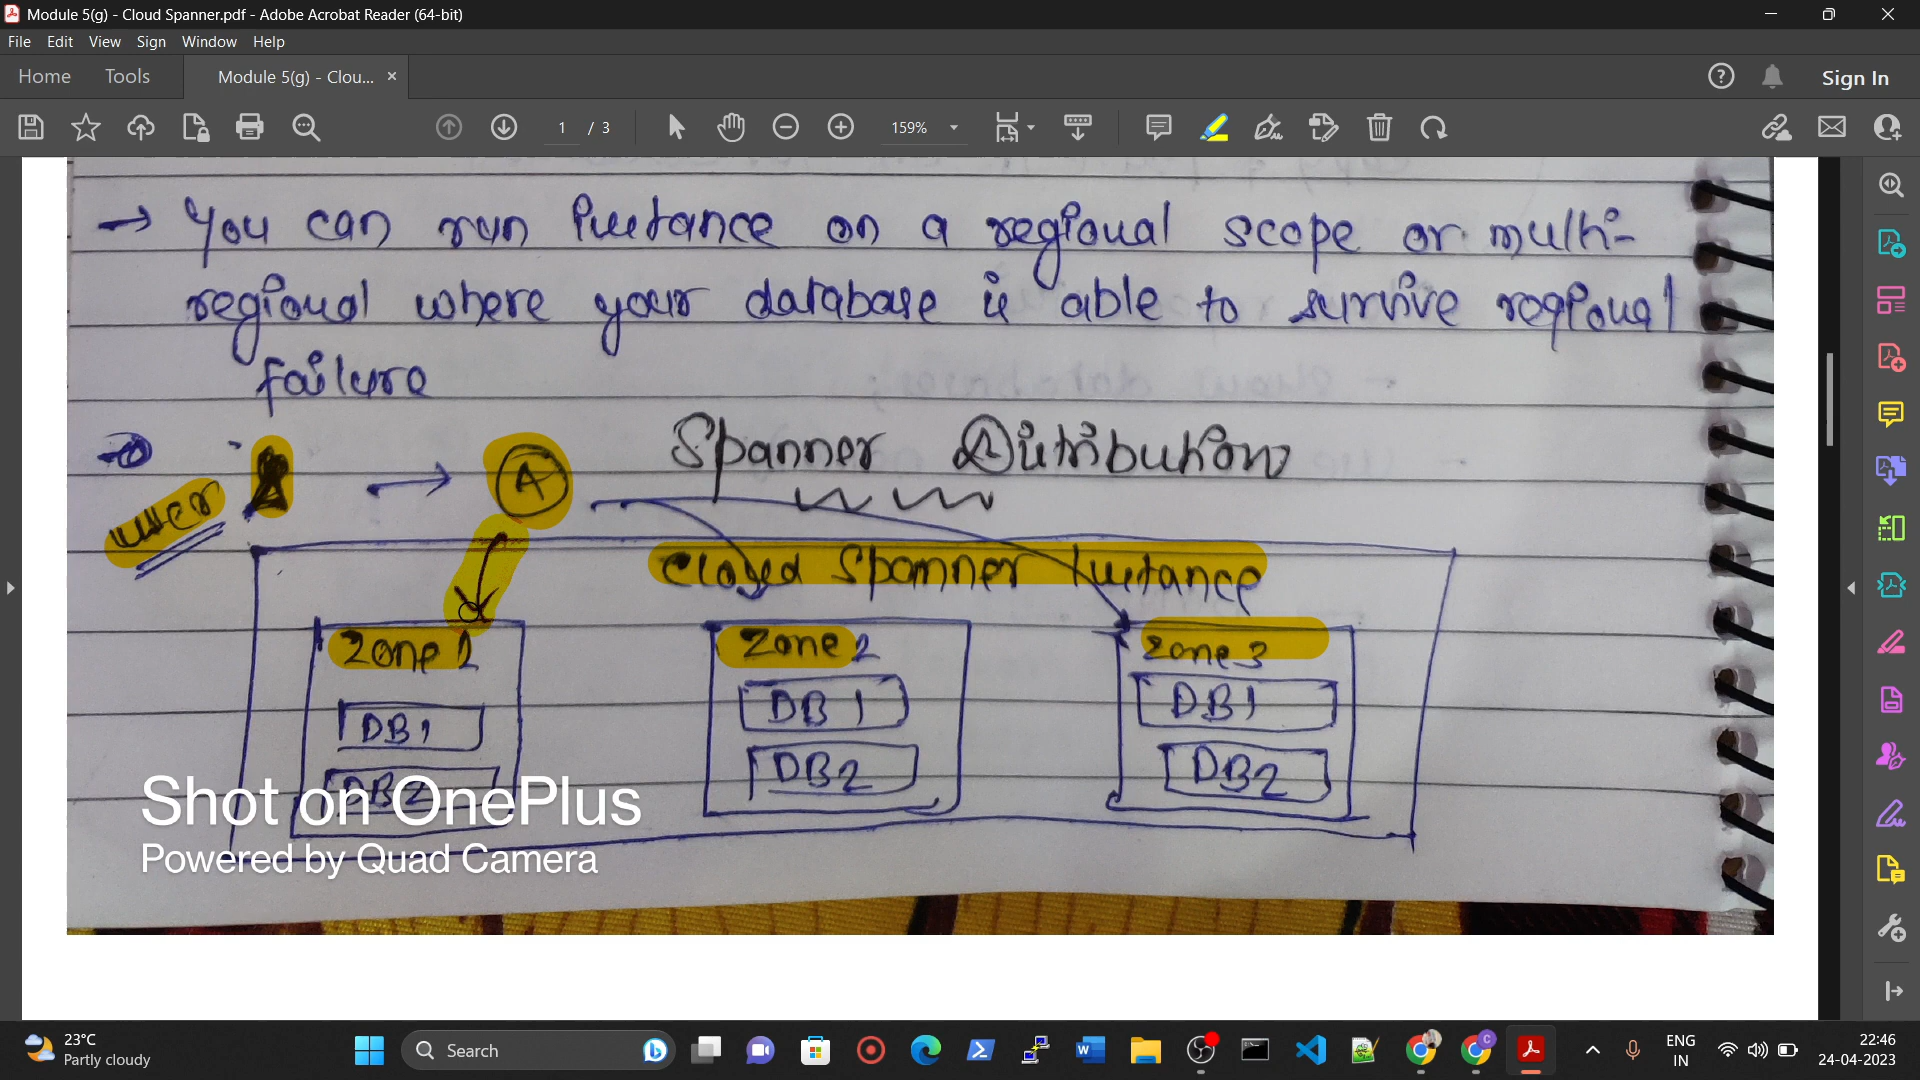 Module 5(g) - Cloud Spanner.pdf - Adobe Acrobat Reader (64-bit)
File Edit View Sign Window Help
Home Tools Module 5(g) - Clou... × Sign In
1 / 3 159%
→ You can run instance on a regional scope or multi-
regional where your database is able to survive regional
failure
Spanner Distribution
user → A
Cloud Spanner Instance
Zone 1 Zone 2 Zone 3
DB1 DB1 DB1
DB2 DB2 DB2
Shot on OnePlus
Powered by Quad Camera
23°C
Partly cloudy
Search
ENG
IN
22:46
24-04-2023